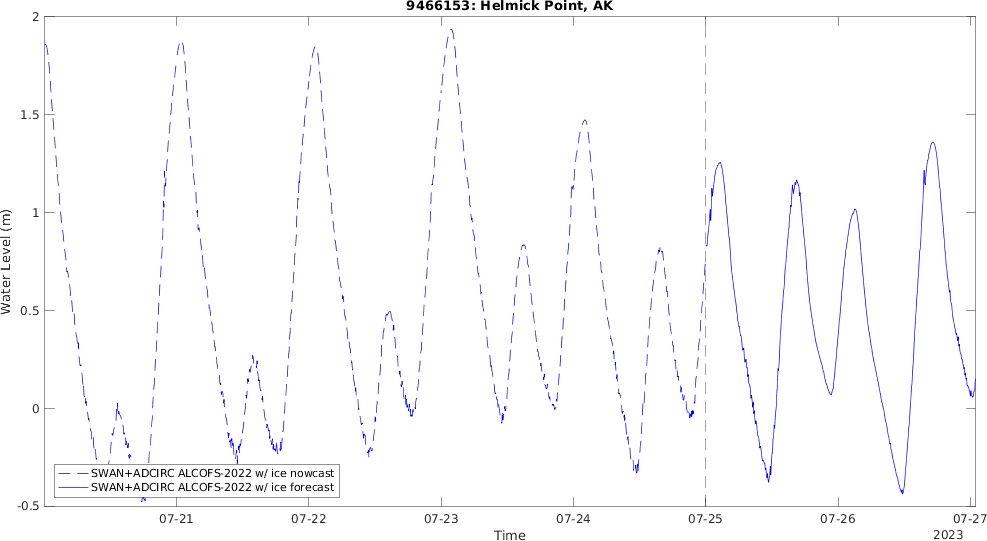 9466153: Helmick Point, AK
2
1.5
1
0.5
0
-0.5
Water Level (m)
SWAN+ADCIRC ALCOFS-2022 w/ ice nowcast
SWAN+ADCIRC ALCOFS-2022 w/ ice forecast
07-21 07-22 07-23 07-24 07-25 07-26 07-27
Time
2023